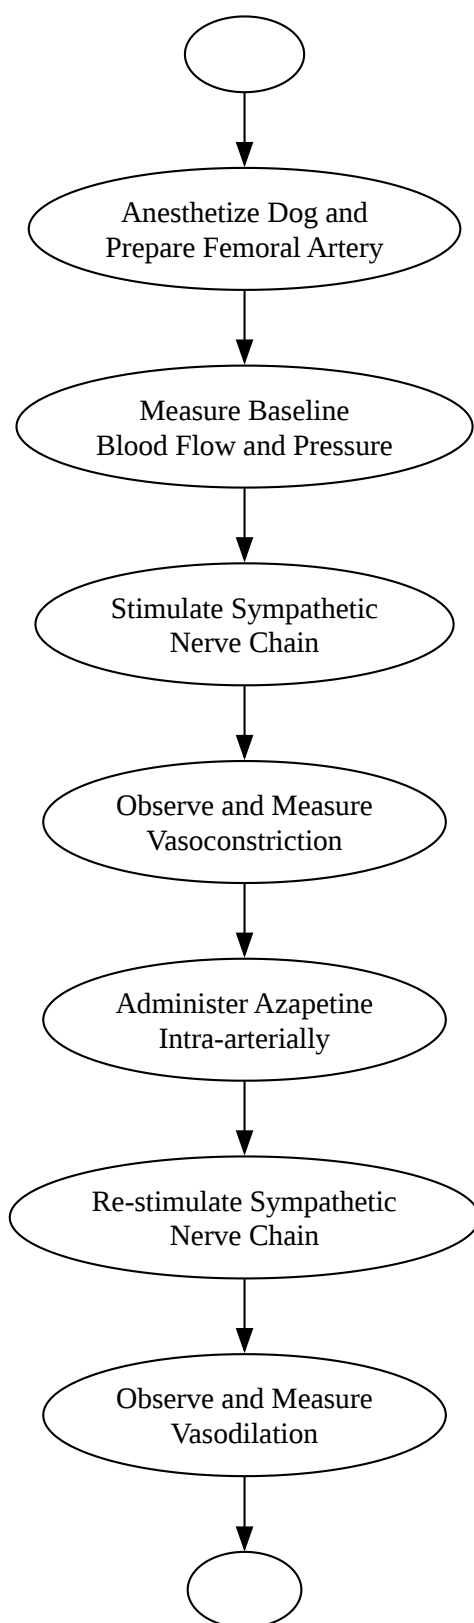 Anesthetize Dog and
Prepare Femoral Artery
Measure Baseline
Blood Flow and Pressure
Stimulate Sympathetic
Nerve Chain
Observe and Measure
Vasoconstriction
Administer Azapetine
Intra-arterially
Re-stimulate Sympathetic
Nerve Chain
Observe and Measure
Vasodilation